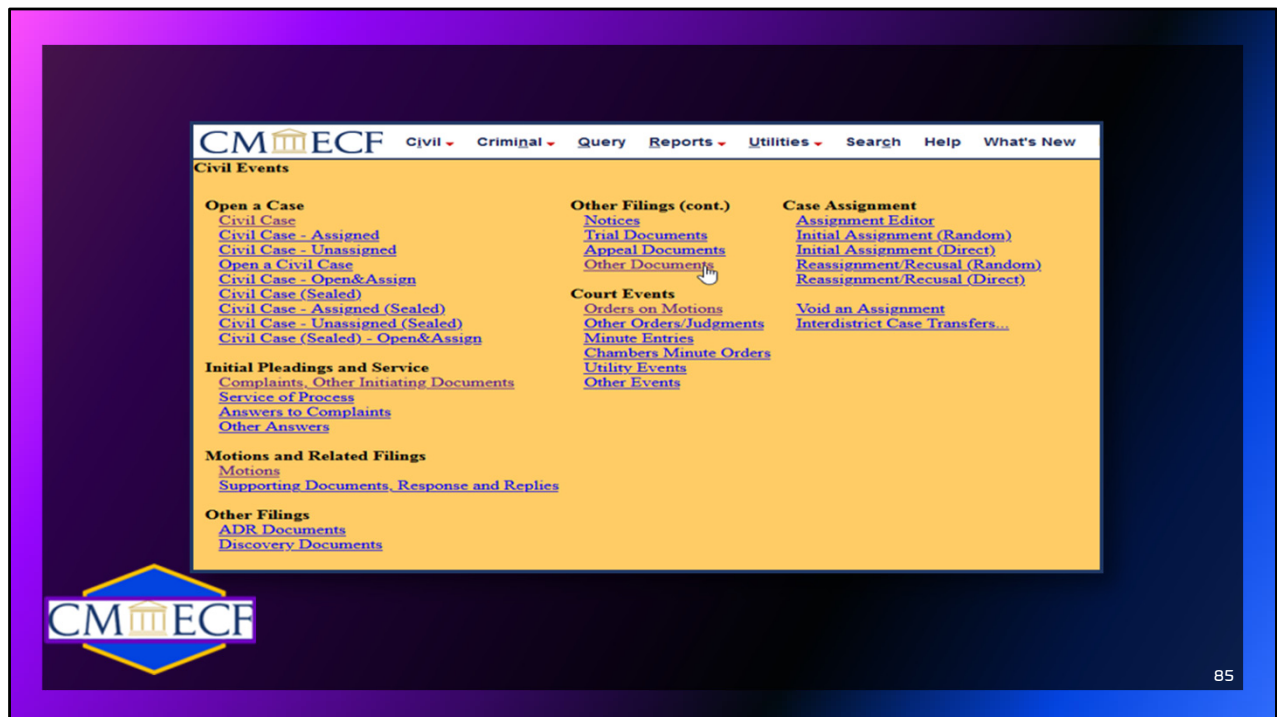 CM ECF Civil Criminal Query Reports Utilities Search Help What's New
Civil Events
Open a Case
Civil Case
Civil Case - Assigned
Civil Case - Unassigned
Open a Civil Case
Civil Case - Open&Assign
Civil Case (Sealed)
Civil Case - Assigned (Sealed)
Civil Case - Unassigned (Sealed)
Civil Case (Sealed) - Open&Assign
Initial Pleadings and Service
Complaints, Other Initiating Documents
Service of Process
Answers to Complaints
Other Answers
Motions and Related Filings
Motions
Supporting Documents, Response and Replies
Other Filings
ADR Documents
Discovery Documents
Other Filings (cont.)
Notices
Trial Documents
Appeal Documents
Other Documents
Court Events
Orders on Motions
Other Orders/Judgments
Minute Entries
Chambers Minute Orders
Utility Events
Other Events
Case Assignment
Assignment Editor
Initial Assignment (Random)
Initial Assignment (Direct)
Reassignment/Recusal (Random)
Reassignment/Recusal (Direct)
Void an Assignment
Interdistrict Case Transfers...
CM ECF
85